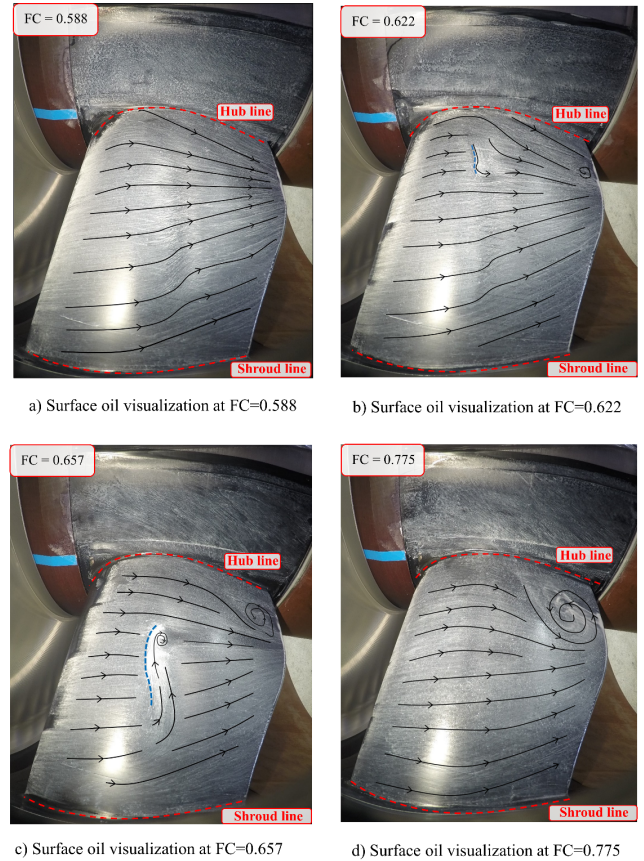 FC = 0.588
Hub line
Shroud line
a) Surface oil visualization at FC=0.588
FC = 0.622
Hub line
Shroud line
b) Surface oil visualization at FC=0.622
FC = 0.657
Hub line
Shroud line
c) Surface oil visualization at FC=0.657
FC = 0.775
Hub line
Shroud line
d) Surface oil visualization at FC=0.775